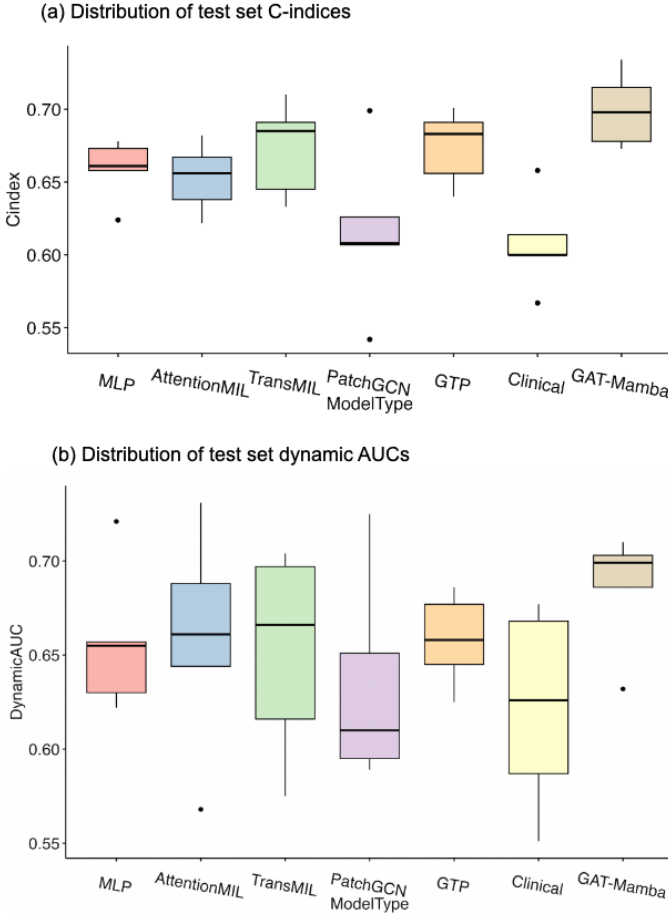 (a) Distribution of test set C-indices
0.70
0.65
0.60
0.55
Cindex
MLP
AttentionMIL
TransMIL
PatchGCN
GTP
Clinical
GAT-Mamba
ModelType
(b) Distribution of test set dynamic AUCs
0.70
0.65
0.60
0.55
DynamicAUC
MLP
AttentionMIL
TransMIL
PatchGCN
GTP
Clinical
GAT-Mamba
ModelType